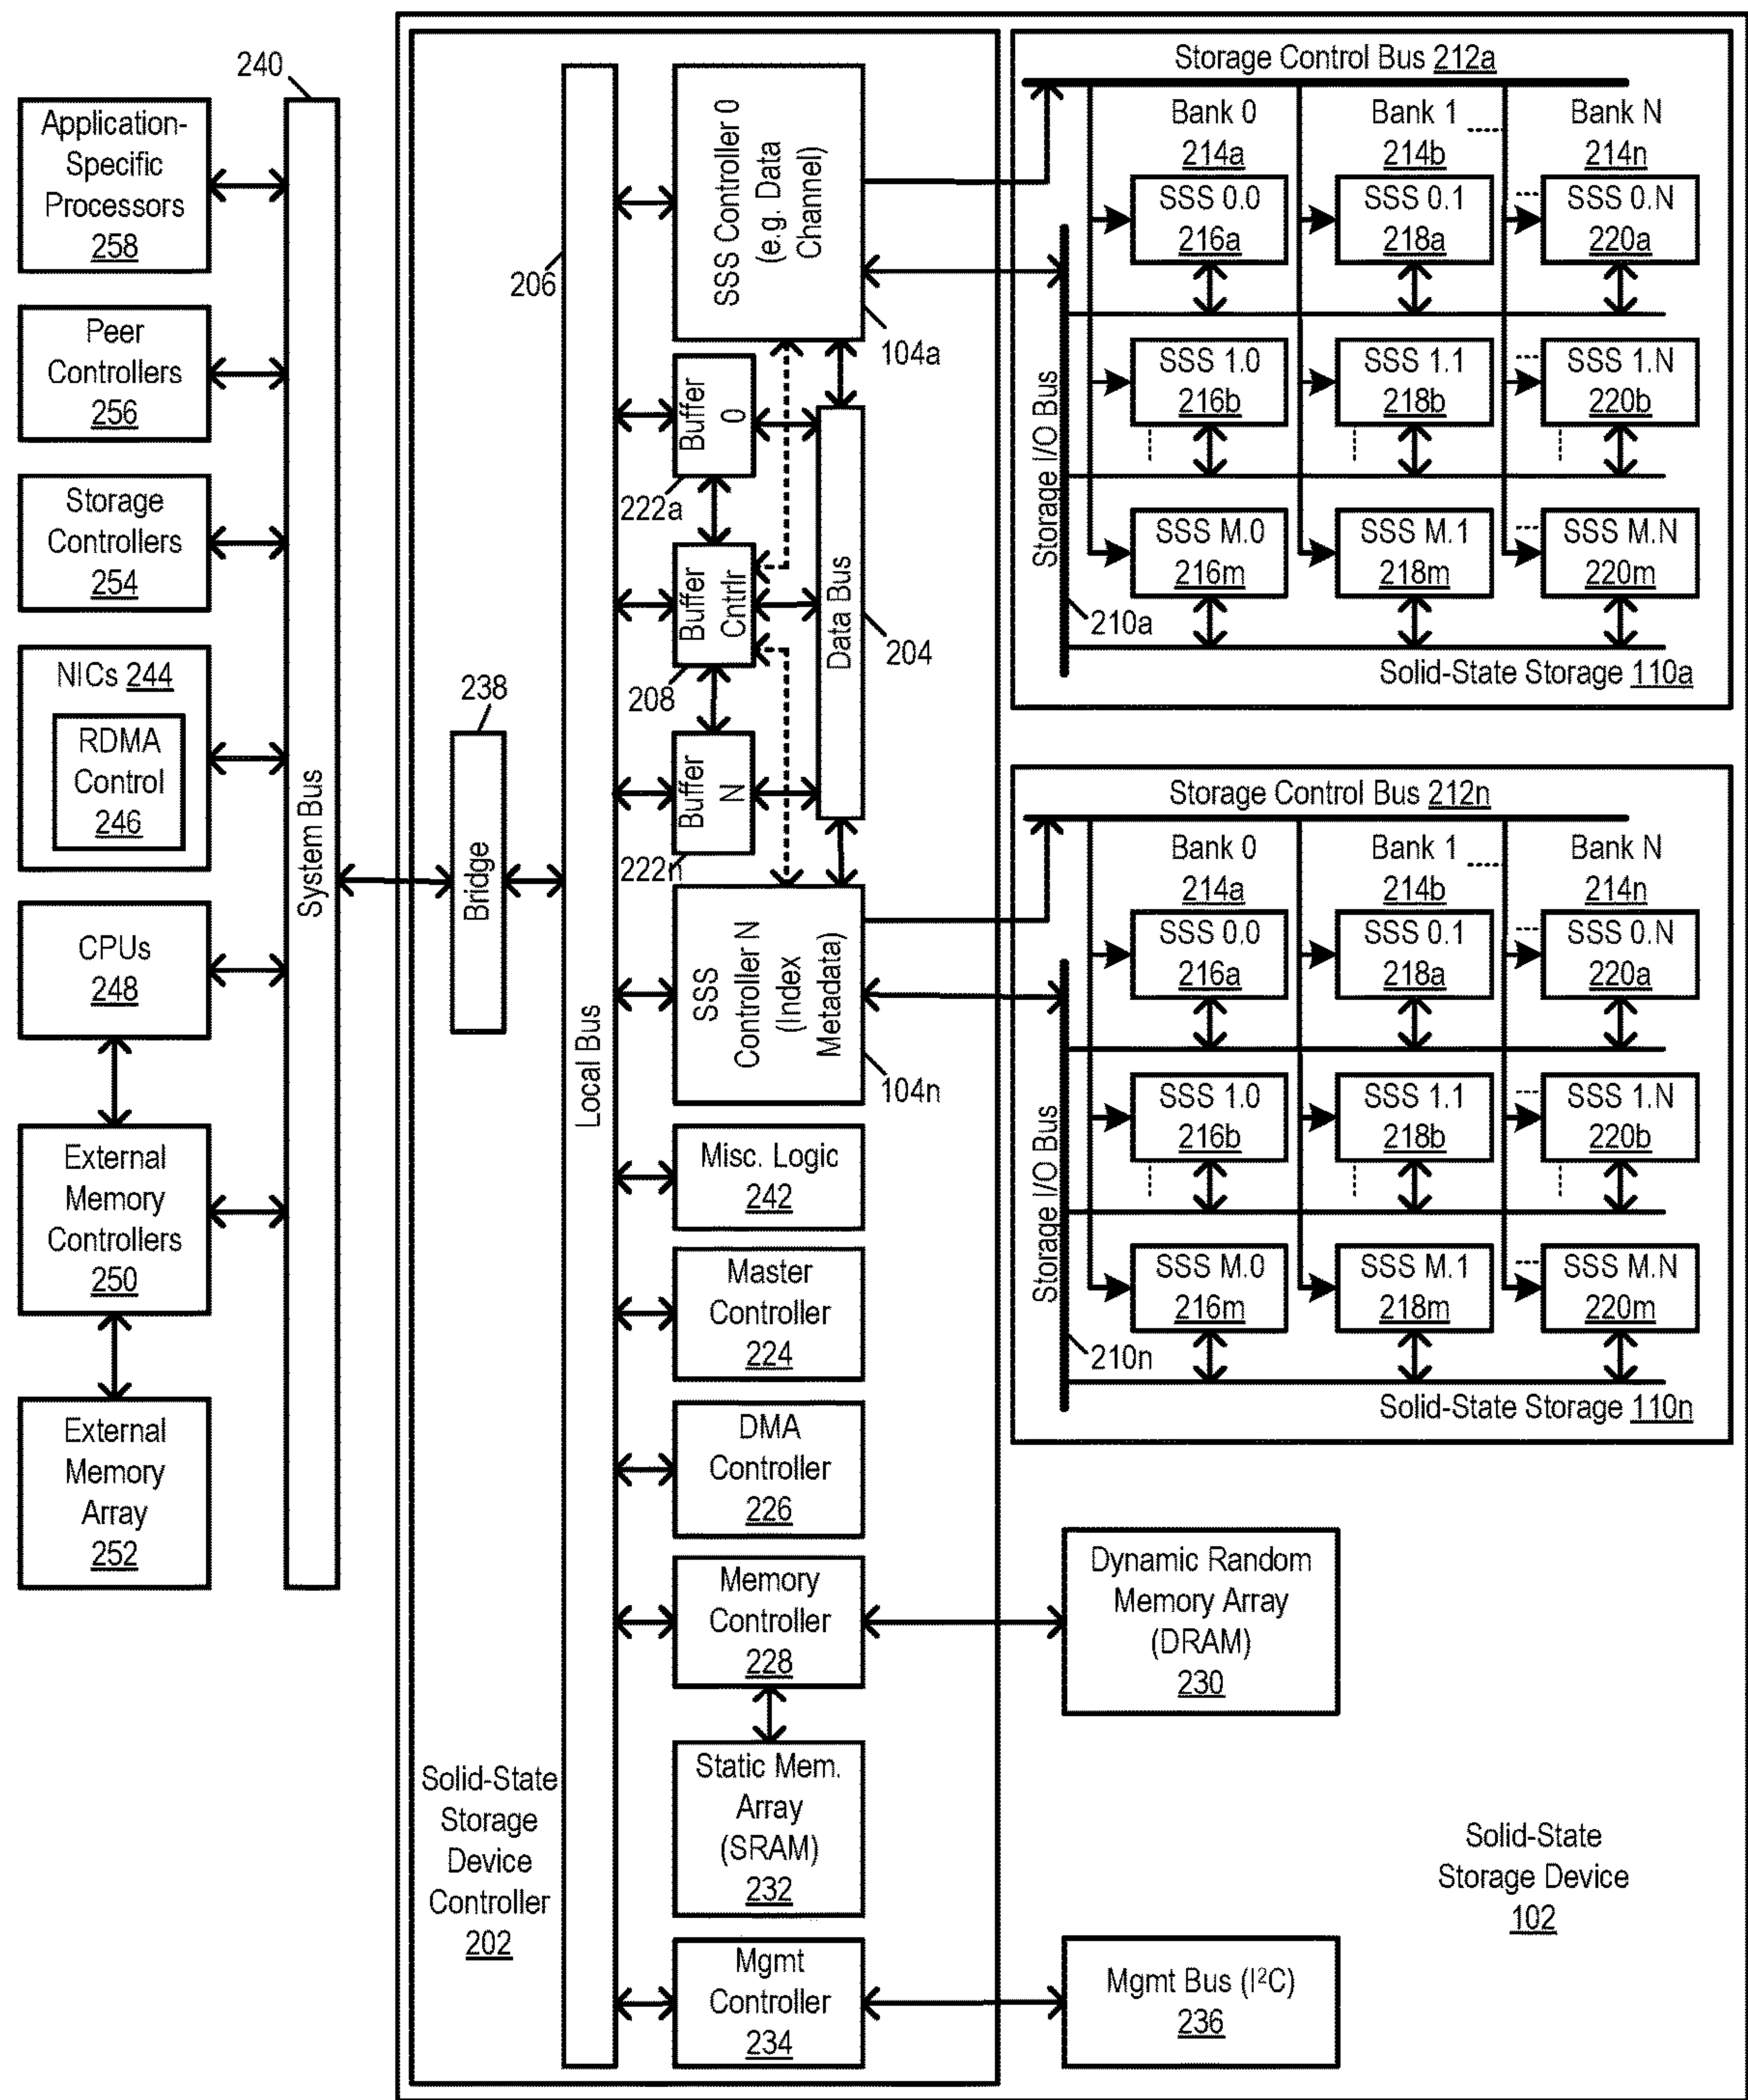 240
Application-
Specific
Processors
258
Peer
Controllers
256
Storage
Controllers
254
NICs 244
RDMA
Control
246
CPUs
248
External
Memory
Controllers
250
External
Memory
Array
252
System Bus
238
Bridge
206
Local Bus
Solid-State
Storage
Device
Controller
202
SSS Controller 0
(e.g. Data
Channel)
104a
Buffer
0
222a
Buffer
Cntrlr
208
Buffer
N
222n
Data Bus
204
SSS
Controller N
(Index
Metadata)
104n
Misc. Logic
242
Master
Controller
224
DMA
Controller
226
Memory
Controller
228
Static Mem.
Array
(SRAM)
232
Mgmt
Controller
234
Storage Control Bus 212a
Bank 0
214a
Bank 1
214b
Bank N
214n
SSS 0.0
216a
SSS 0.1
218a
SSS 0.N
220a
SSS 1.0
216b
SSS 1.1
218b
SSS 1.N
220b
SSS M.0
216m
SSS M.1
218m
SSS M.N
220m
Storage I/O Bus
210a
Solid-State Storage 110a
Storage Control Bus 212n
Bank 0
214a
Bank 1
214b
Bank N
214n
SSS 0.0
216a
SSS 0.1
218a
SSS 0.N
220a
SSS 1.0
216b
SSS 1.1
218b
SSS 1.N
220b
SSS M.0
216m
SSS M.1
218m
SSS M.N
220m
Storage I/O Bus
210n
Solid-State Storage 110n
Dynamic Random
Memory Array
(DRAM)
230
Mgmt Bus (I²C)
236
Solid-State
Storage Device
102